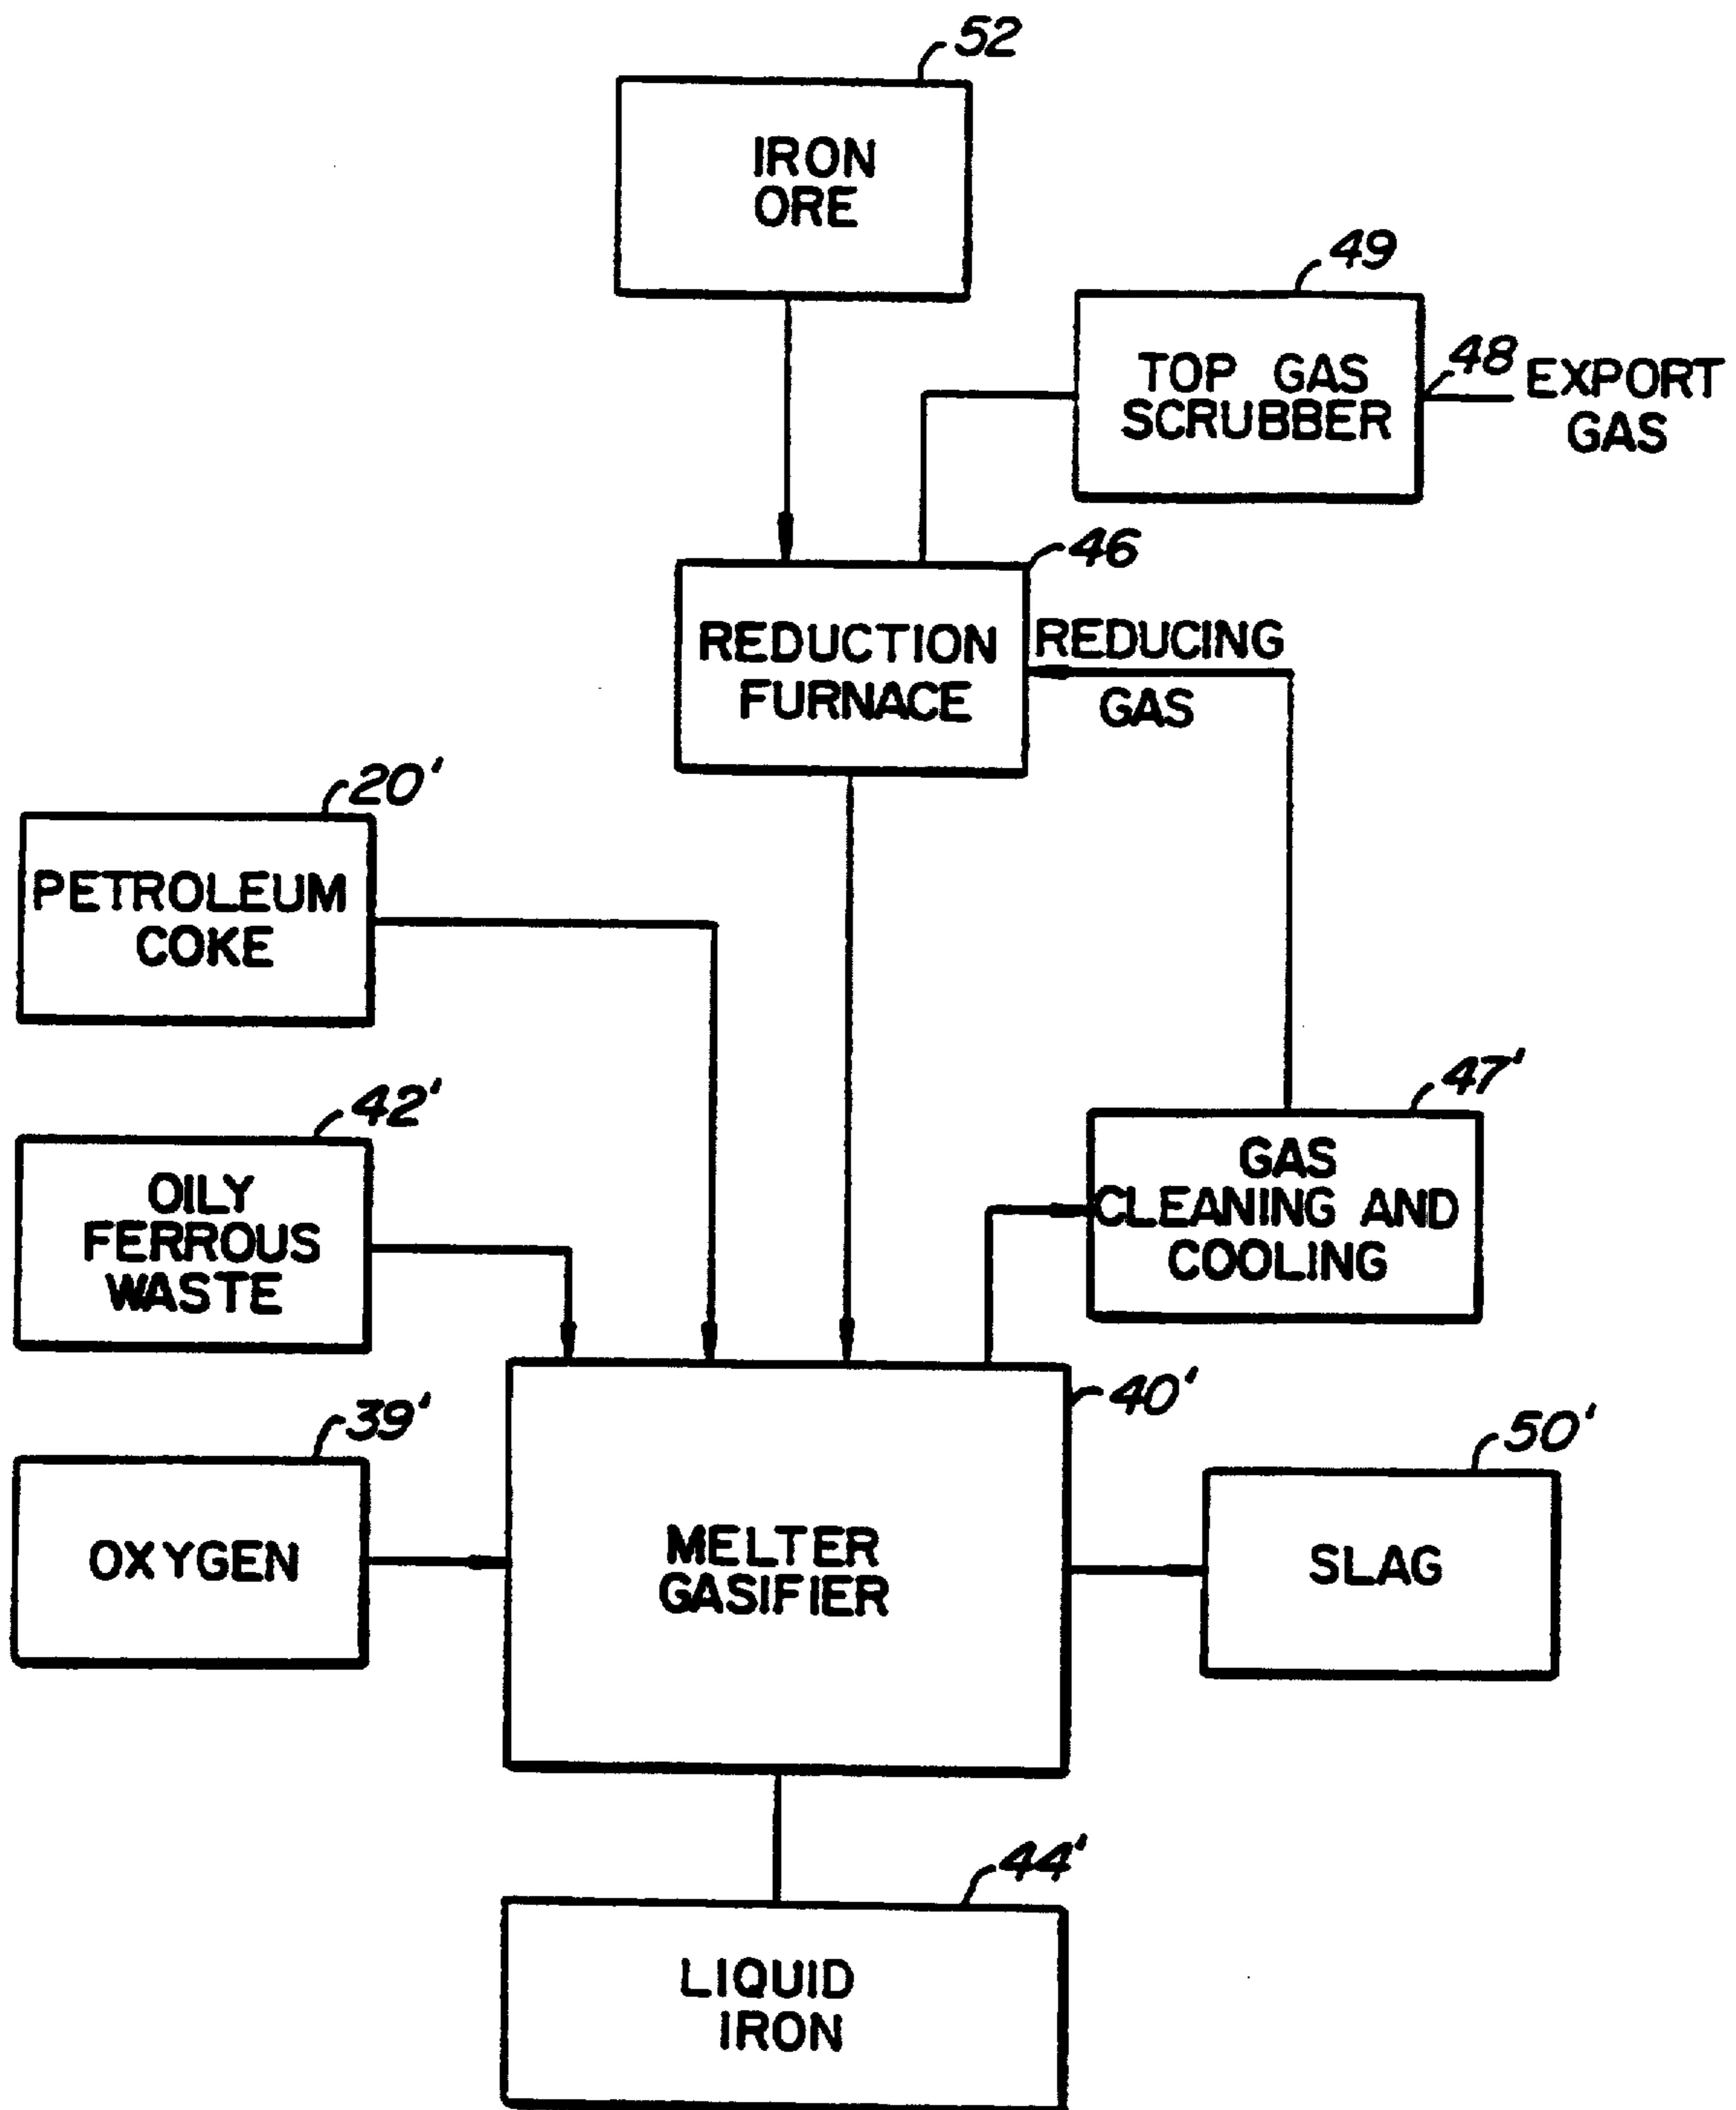 52
IRON
ORE
49
TOP GAS
SCRUBBER
48
EXPORT
GAS
46
REDUCTION
FURNACE
REDUCING
GAS
20'
PETROLEUM
COKE
42'
OILY
FERROUS
WASTE
47'
GAS
CLEANING AND
COOLING
39'
OXYGEN
40'
MELTER
GASIFIER
50'
SLAG
44'
LIQUID
IRON